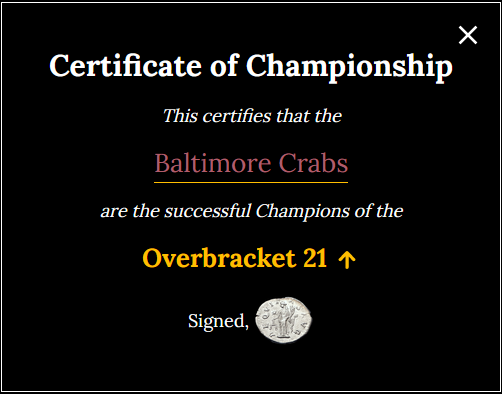 Certificate of Championship
This certifies that the
Baltimore Crabs
are the successful Champions of the
Overbracket 21 ↑
Signed,